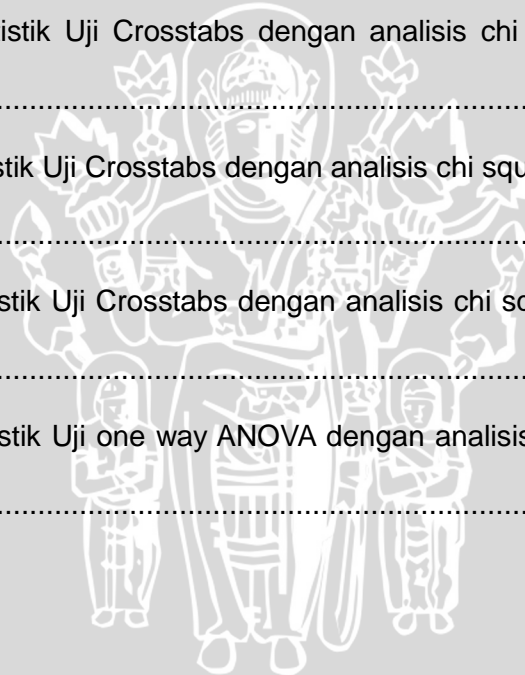 istik Uji Crosstabs dengan analisis chi
........................................................................
stik Uji Crosstabs dengan analisis chi squ
........................................................................
stik Uji Crosstabs dengan analisis chi sq
........................................................................
stik Uji one way ANOVA dengan analisis
........................................................................